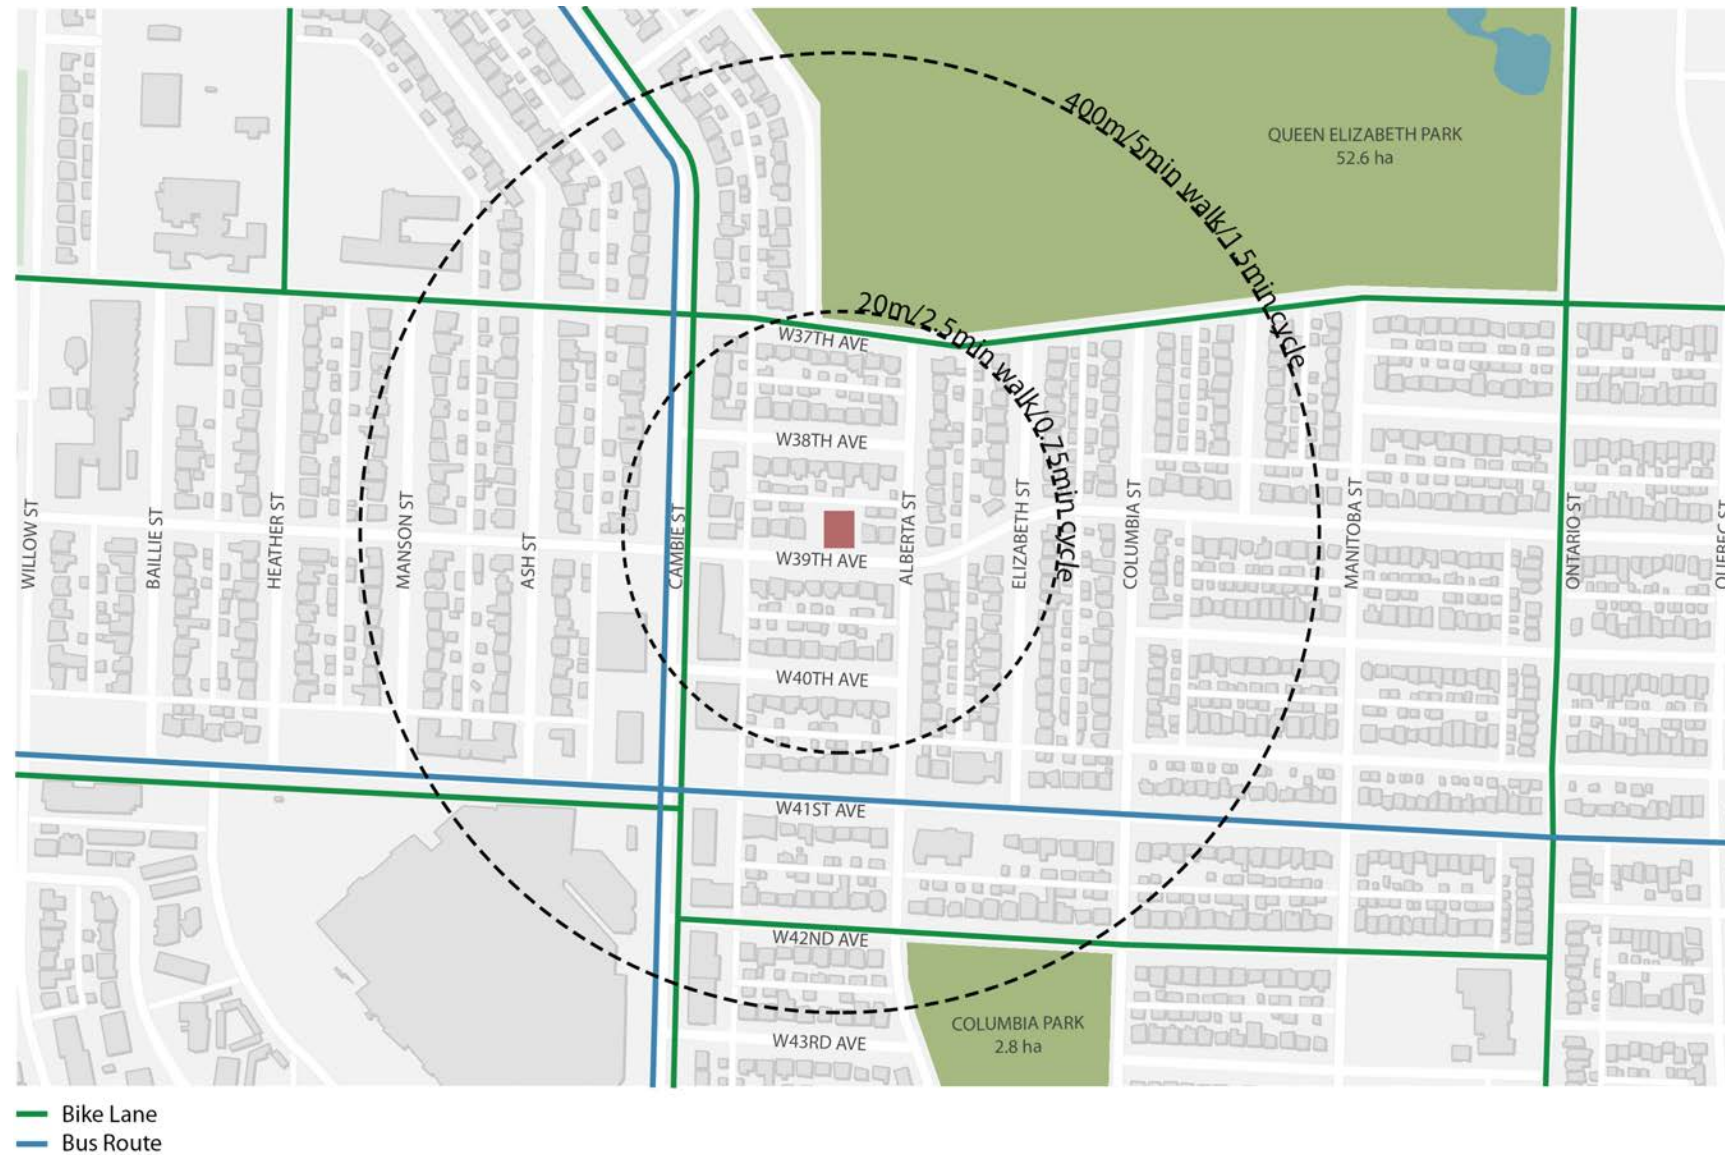 400m/5min walk/1.5min cycle
QUEEN ELIZABETH PARK
52.6 ha
20m/2.5min walk/0.75min cycle
W37TH AVE
W38TH AVE
WILLOW ST
BAILLIE ST
HEATHER ST
MANSON ST
ASH ST
CAMBIE ST
ALBERTA ST
ELIZABETH ST
COLUMBIA ST
MANITOBA ST
ONTARIO ST
QUEBEC ST
W39TH AVE
W40TH AVE
W41ST AVE
W42ND AVE
COLUMBIA PARK
2.8 ha
W43RD AVE
Bike Lane
Bus Route